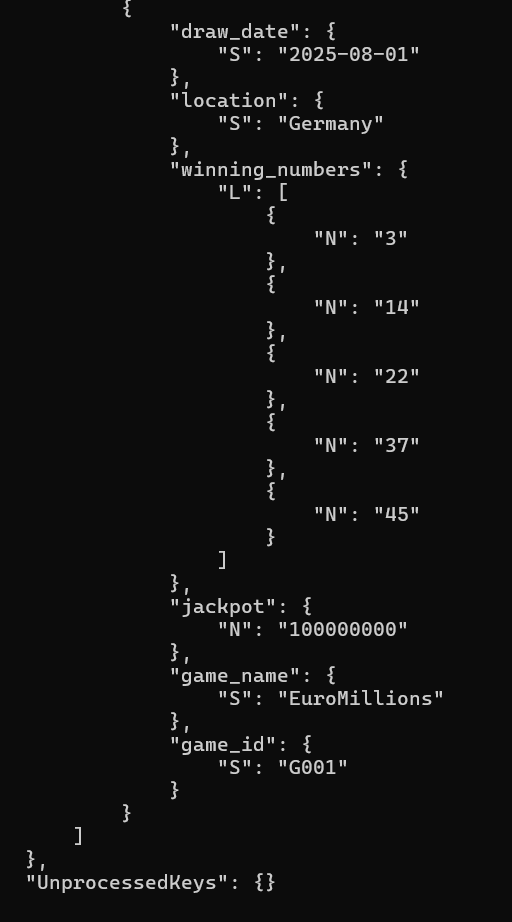 {
            "draw_date": {
                "S": "2025-08-01"
            },
            "location": {
                "S": "Germany"
            },
            "winning_numbers": {
                "L": [
                    {
                        "N": "3"
                    },
                    {
                        "N": "14"
                    },
                    {
                        "N": "22"
                    },
                    {
                        "N": "37"
                    },
                    {
                        "N": "45"
                    }
                ]
            },
            "jackpot": {
                "N": "100000000"
            },
            "game_name": {
                "S": "EuroMillions"
            },
            "game_id": {
                "S": "G001"
            }
        }
    ]
},
"UnprocessedKeys": {}